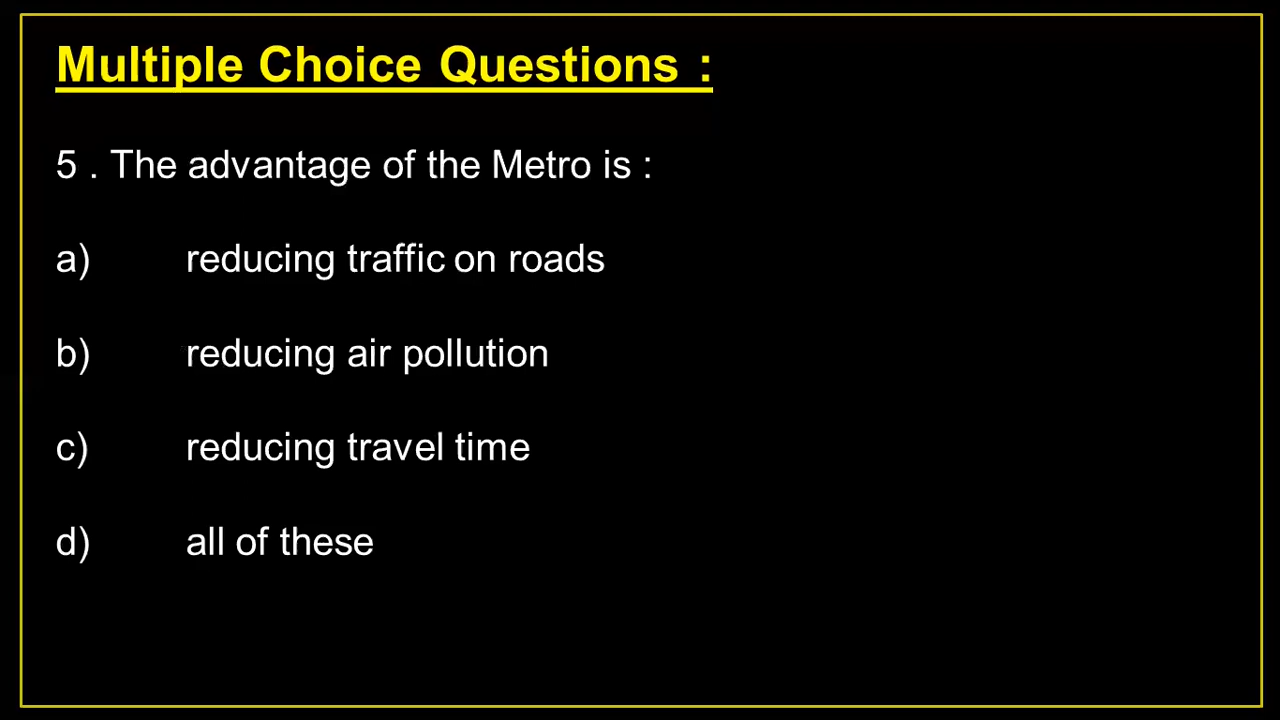 Multiple Choice Questions :
5 . The advantage of the Metro is :
a) reducing traffic on roads
b) reducing air pollution
c) reducing travel time
d) all of these